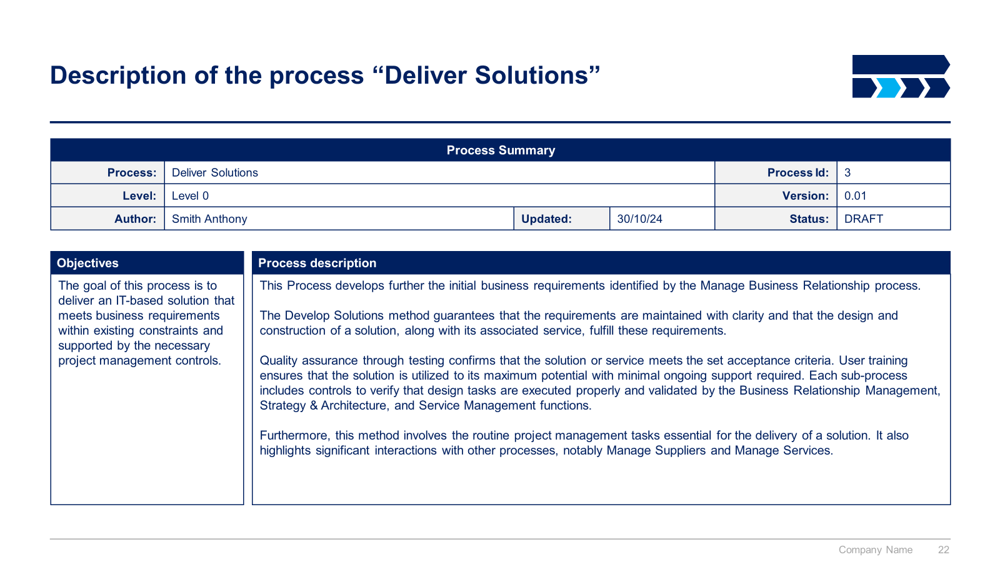 Description of the process “Deliver Solutions”
Process Summary
Process: Deliver Solutions Process Id: 3
Level: Level 0 Version: 0.01
Author: Smith Anthony Updated: 30/10/24 Status: DRAFT
Objectives
The goal of this process is to
deliver an IT-based solution that
meets business requirements
within existing constraints and
supported by the necessary
project management controls.
Process description
This Process develops further the initial business requirements identified by the Manage Business Relationship process.
The Develop Solutions method guarantees that the requirements are maintained with clarity and that the design and
construction of a solution, along with its associated service, fulfill these requirements.
Quality assurance through testing confirms that the solution or service meets the set acceptance criteria. User training
ensures that the solution is utilized to its maximum potential with minimal ongoing support required. Each sub-process
includes controls to verify that design tasks are executed properly and validated by the Business Relationship Management,
Strategy & Architecture, and Service Management functions.
Furthermore, this method involves the routine project management tasks essential for the delivery of a solution. It also
highlights significant interactions with other processes, notably Manage Suppliers and Manage Services.
Company Name 22